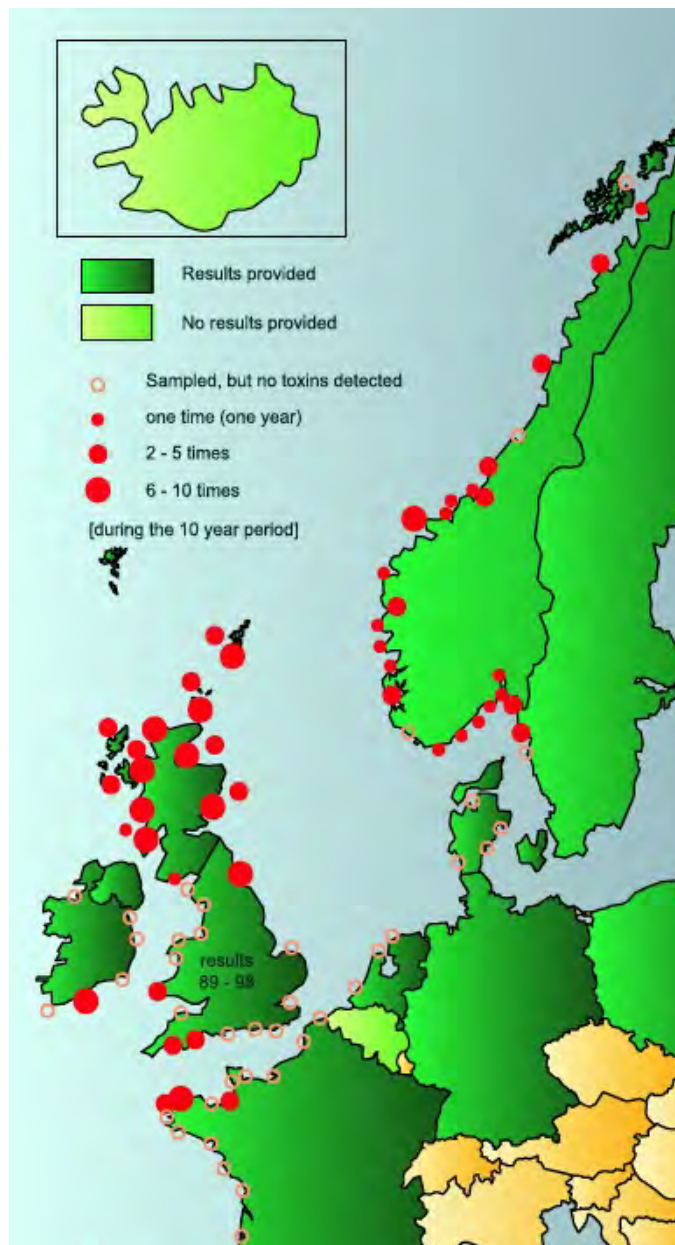 Results provided
No results provided
Sampled, but no toxins detected
one time (one year)
2 - 5 times
6 - 10 times
[during the 10 year period]
results
89 - 98